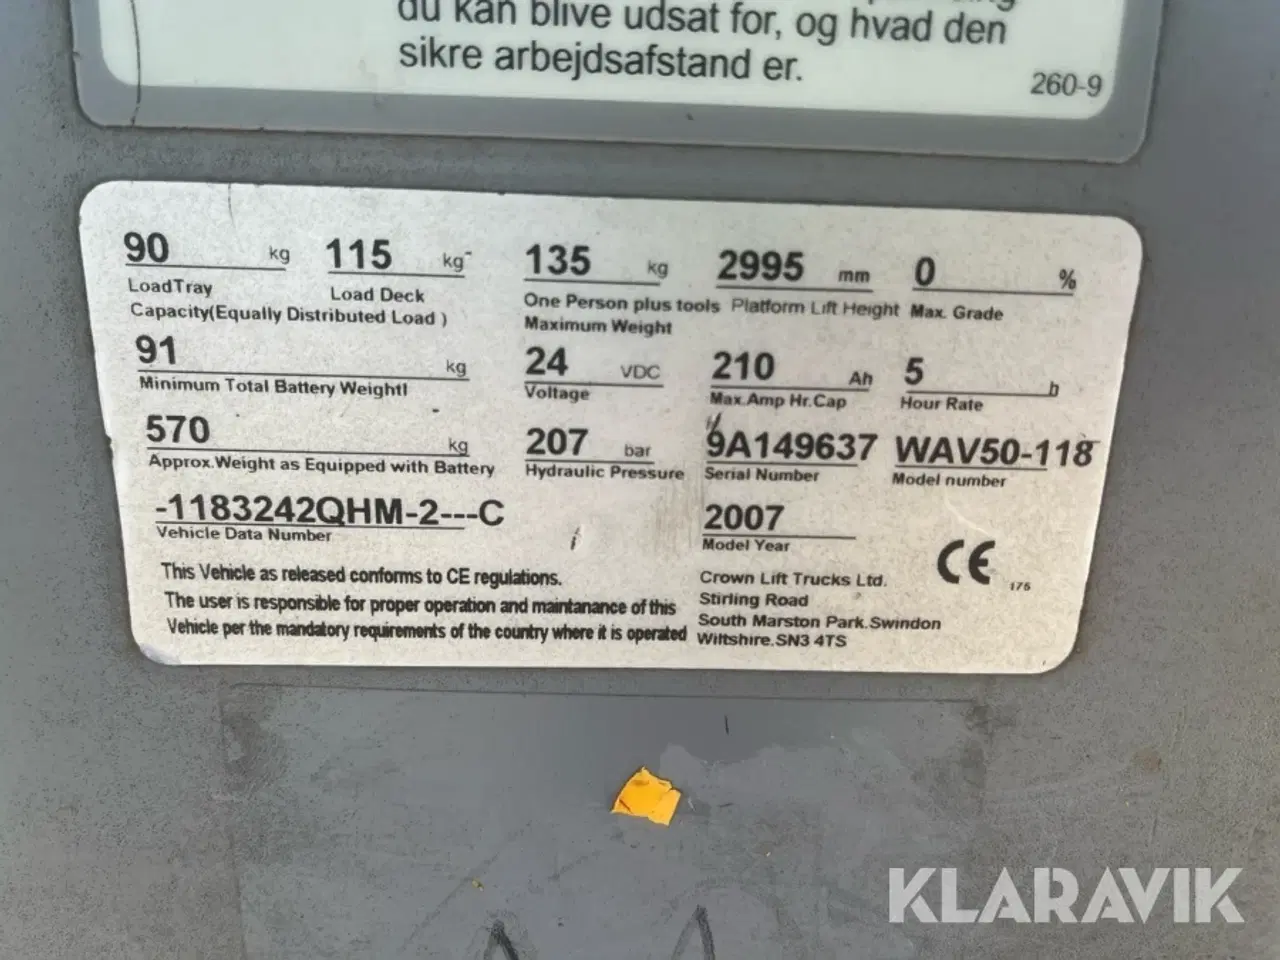 du kan blive udsat for, og hvad den
sikre arbejdsafstand er.
260-9
90 kg 115 kg 135 kg 2995 mm 0 %
LoadTray Load Deck One Person plus tools Platform Lift Height Max. Grade
Capacity(Equally Distributed Load ) Maximum Weight
91 kg 24 VDC 210 Ah 5 h
Minimum Total Battery Weightl Voltage Max.Amp Hr.Cap Hour Rate
570 kg 207 bar 9A149637 WAV50-118
Approx.Weight as Equipped with Battery Hydraulic Pressure Serial Number Model number
-1183242QHM-2---C 2007
Vehicle Data Number Model Year
CE 176
This Vehicle as released conforms to CE regulations.
The user is responsible for proper operation and maintanance of this
Vehicle per the mandatory requirements of the country where it is operated
Crown Lift Trucks Ltd.
Stirling Road
South Marston Park.Swindon
Wiltshire.SN3 4TS
KLARAVIK